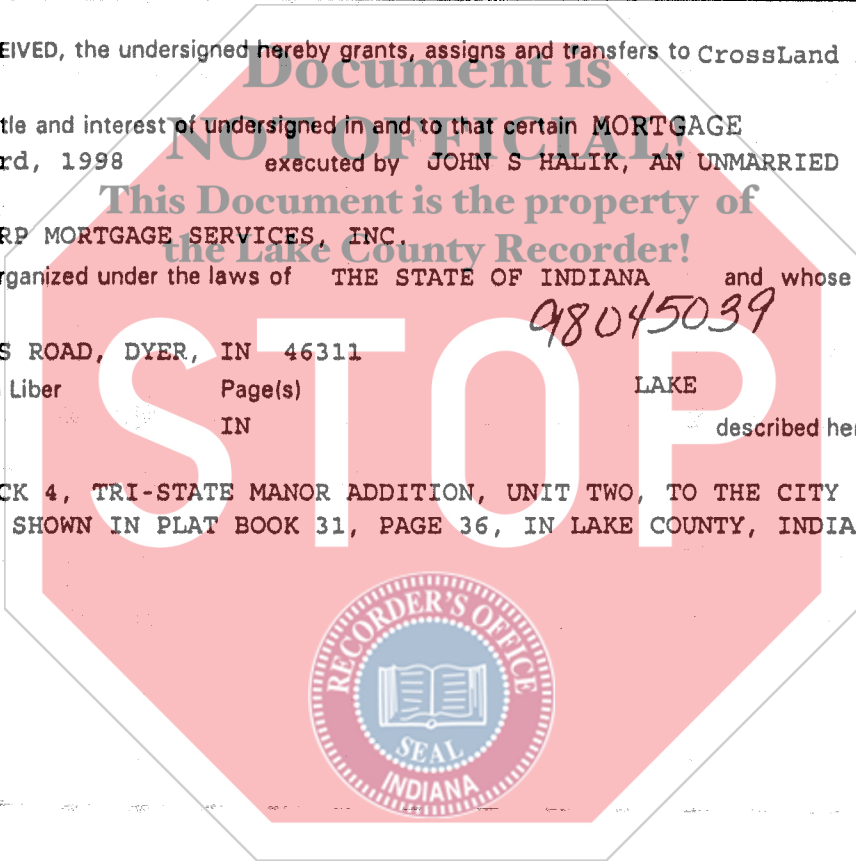 EIVED, the undersigned hereby grants, assigns and transfers to CrossLand
Document is
tle and interest of undersigned in and to that certain MORTGAGE
NOT OFFICIAL!
rd, 1998 executed by JOHN S HALIK, AN UNMARRIED
This Document is the property of
RP MORTGAGE SERVICES, INC.
the Lake County Recorder!
rganized under the laws of THE STATE OF INDIANA and whose
98045039
S ROAD, DYER, IN 46311
Liber Page(s) LAKE
IN described her
STOP
CK 4, TRI-STATE MANOR ADDITION, UNIT TWO, TO THE CITY
SHOWN IN PLAT BOOK 31, PAGE 36, IN LAKE COUNTY, INDIA
RECORDER'S OFFICE
SEAL
INDIANA